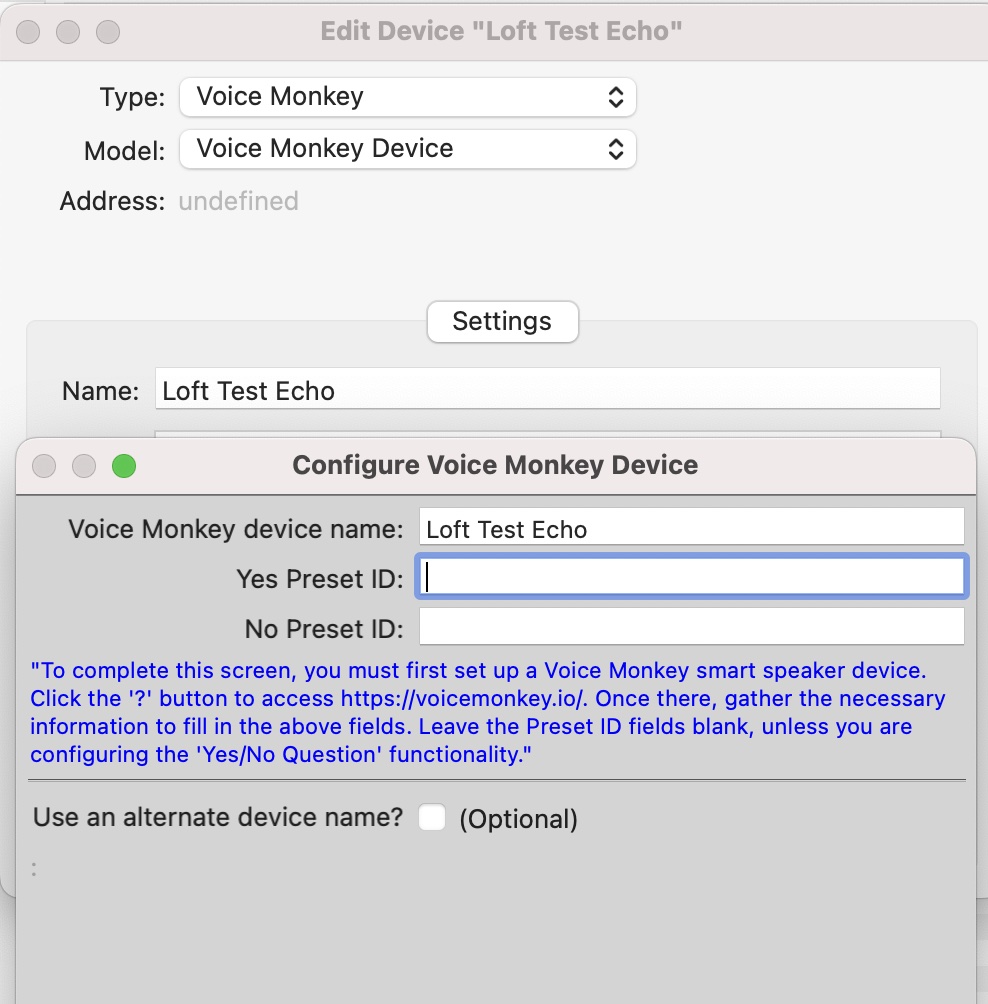 Edit Device "Loft Test Echo"
Type: Voice Monkey
Model: Voice Monkey Device
Address: undefined
Settings
Name: Loft Test Echo
Configure Voice Monkey Device
Voice Monkey device name: Loft Test Echo
Yes Preset ID:
No Preset ID:
"To complete this screen, you must first set up a Voice Monkey smart speaker device.
Click the '?' button to access https://voicemonkey.io/. Once there, gather the necessary
information to fill in the above fields. Leave the Preset ID fields blank, unless you are
configuring the 'Yes/No Question' functionality."
Use an alternate device name? (Optional)
: